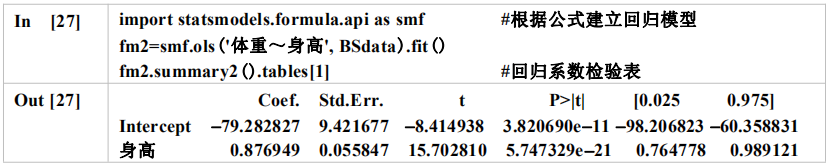 In [27] import statsmodels.formula.api as smf #根据公式建立回归模型
fm2=smf.ols('体重～身高', BSdata).fit()
fm2.summary2().tables[1] #回归系数检验表
Out [27] Coef. Std.Err. t P>|t| [0.025 0.975]
Intercept −79.282827 9.421677 −8.414938 3.820690e−11 −98.206823 −60.358831
身高 0.876949 0.055847 15.702810 5.747329e−21 0.764778 0.989121